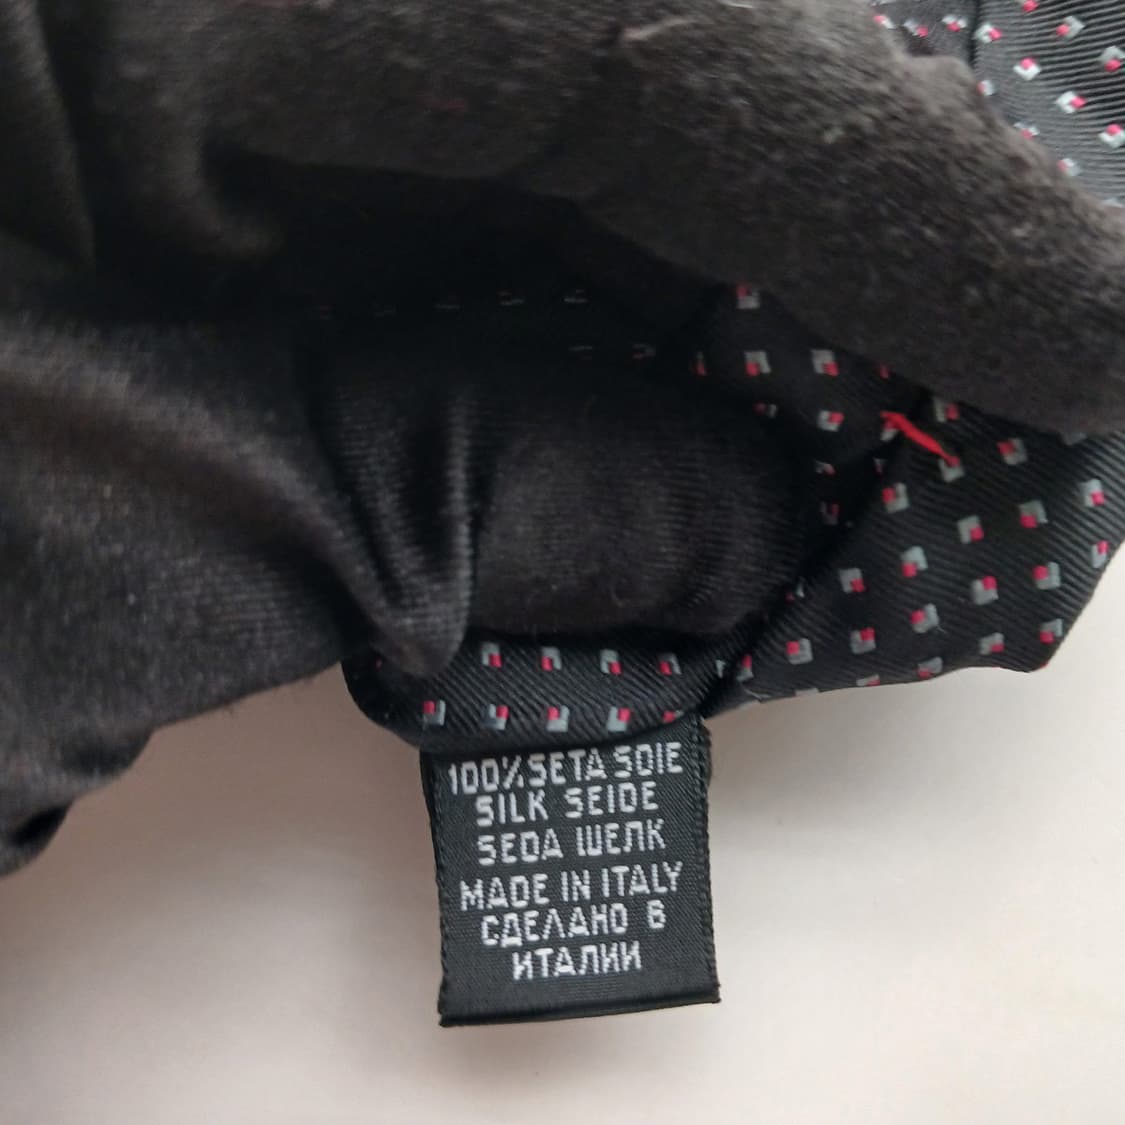 100% SETA SOIE
SILK SEIDE
SEDA ШЕЛК
MADE IN ITALY
СДЕЛАНО В
ИТАЛИИ